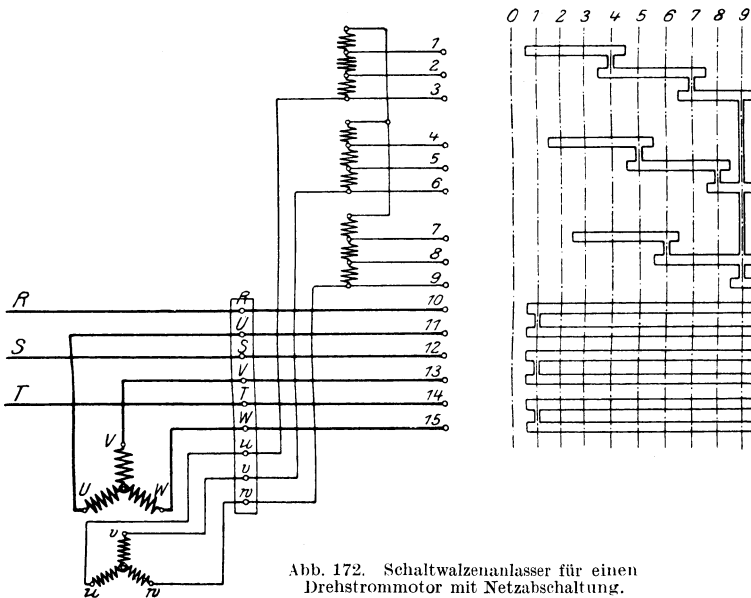 0 1 2 3 4 5 6 7 8 9
1
2
3
4
5
6
7
8
9
R R 10
U 11
S S 12
V 13
T T 14
W 15
V
U W
u
v
w
v
u w
Abb. 172. Schaltwalzenanlasser für einen
Drehstrommotor mit Netzabschaltung.